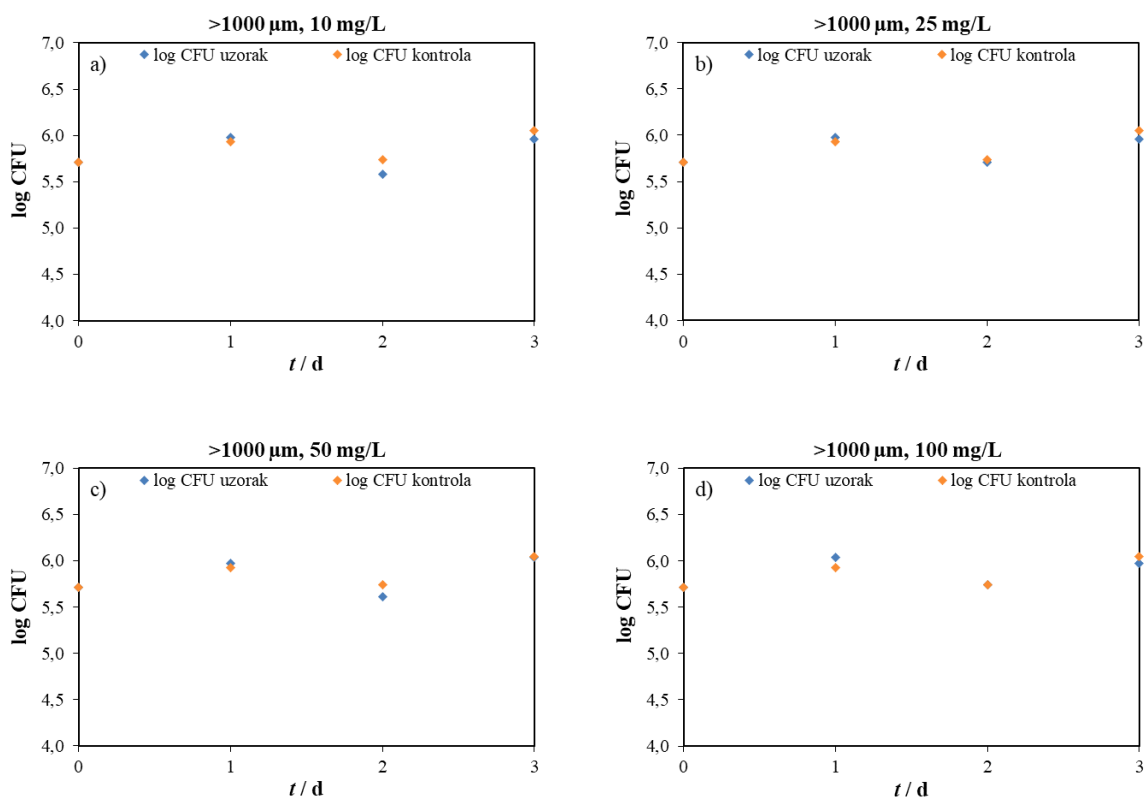 >1000 µm, 10 mg/L
a)
log CFU uzorak log CFU kontrola
7,0
6,5
6,0
5,5
5,0
4,5
4,0
log CFU
0 1 2 3
t / d
>1000 µm, 25 mg/L
b)
log CFU uzorak log CFU kontrola
7,0
6,5
6,0
5,5
5,0
4,5
4,0
log CFU
0 1 2 3
t / d
>1000 µm, 50 mg/L
c)
log CFU uzorak log CFU kontrola
7,0
6,5
6,0
5,5
5,0
4,5
4,0
log CFU
0 1 2 3
t / d
>1000 µm, 100 mg/L
d)
log CFU uzorak log CFU kontrola
7,0
6,5
6,0
5,5
5,0
4,5
4,0
log CFU
0 1 2 3
t / d